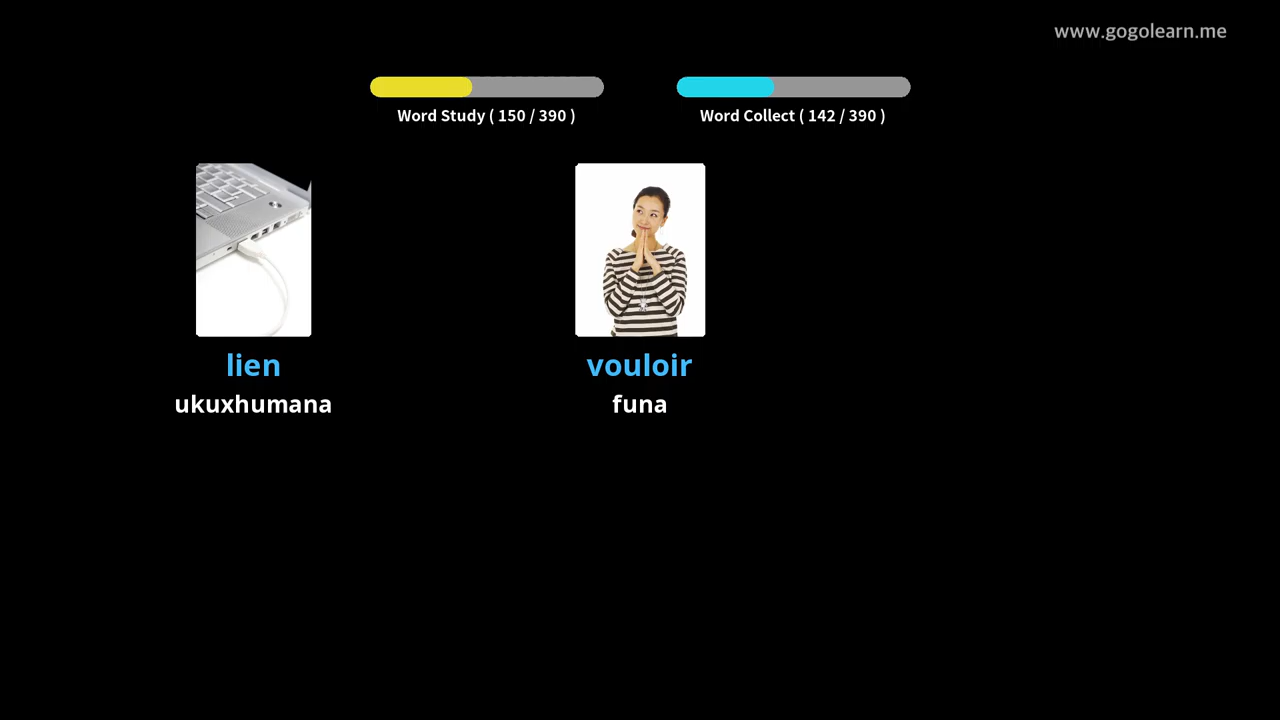 www.gogolearn.me
Word Study ( 150 / 390 )
Word Collect ( 142 / 390 )
lien
ukuxhumana
vouloir
funa